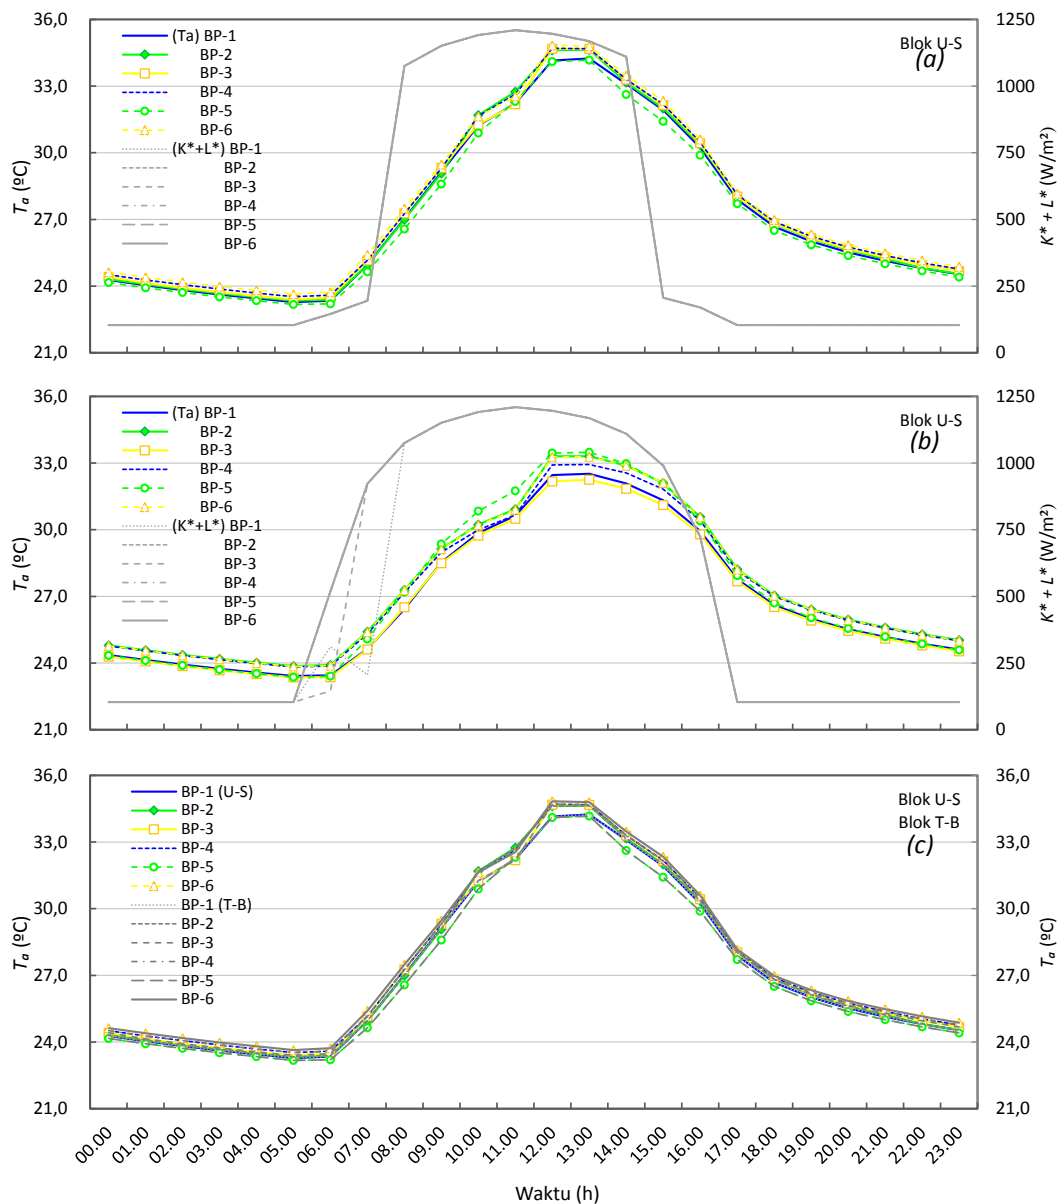 36,0
33,0
30,0
27,0
24,0
21,0
Tₐ (ºC)
(Ta) BP-1
BP-2
BP-3
BP-4
BP-5
BP-6
(K*+L*) BP-1
BP-2
BP-3
BP-4
BP-5
BP-6
Blok U-S
(a)
1250
1000
750
500
250
0
K* + L* (W/m²)
36,0
33,0
30,0
27,0
24,0
21,0
Tₐ (ºC)
(Ta) BP-1
BP-2
BP-3
BP-4
BP-5
BP-6
(K*+L*) BP-1
BP-2
BP-3
BP-4
BP-5
BP-6
Blok U-S
(b)
1250
1000
750
500
250
0
K* + L* (W/m²)
36,0
33,0
30,0
27,0
24,0
21,0
Tₐ (ºC)
BP-1 (U-S)
BP-2
BP-3
BP-4
BP-5
BP-6
BP-1 (T-B)
BP-2
BP-3
BP-4
BP-5
BP-6
Blok U-S
Blok T-B
(c)
36,0
33,0
30,0
27,0
24,0
21,0
Tₐ (ºC)
00.00 01.00 02.00 03.00 04.00 05.00 06.00 07.00 08.00 09.00 10.00 11.00 12.00 13.00 14.00 15.00 16.00 17.00 18.00 19.00 20.00 21.00 22.00 23.00
Waktu (h)